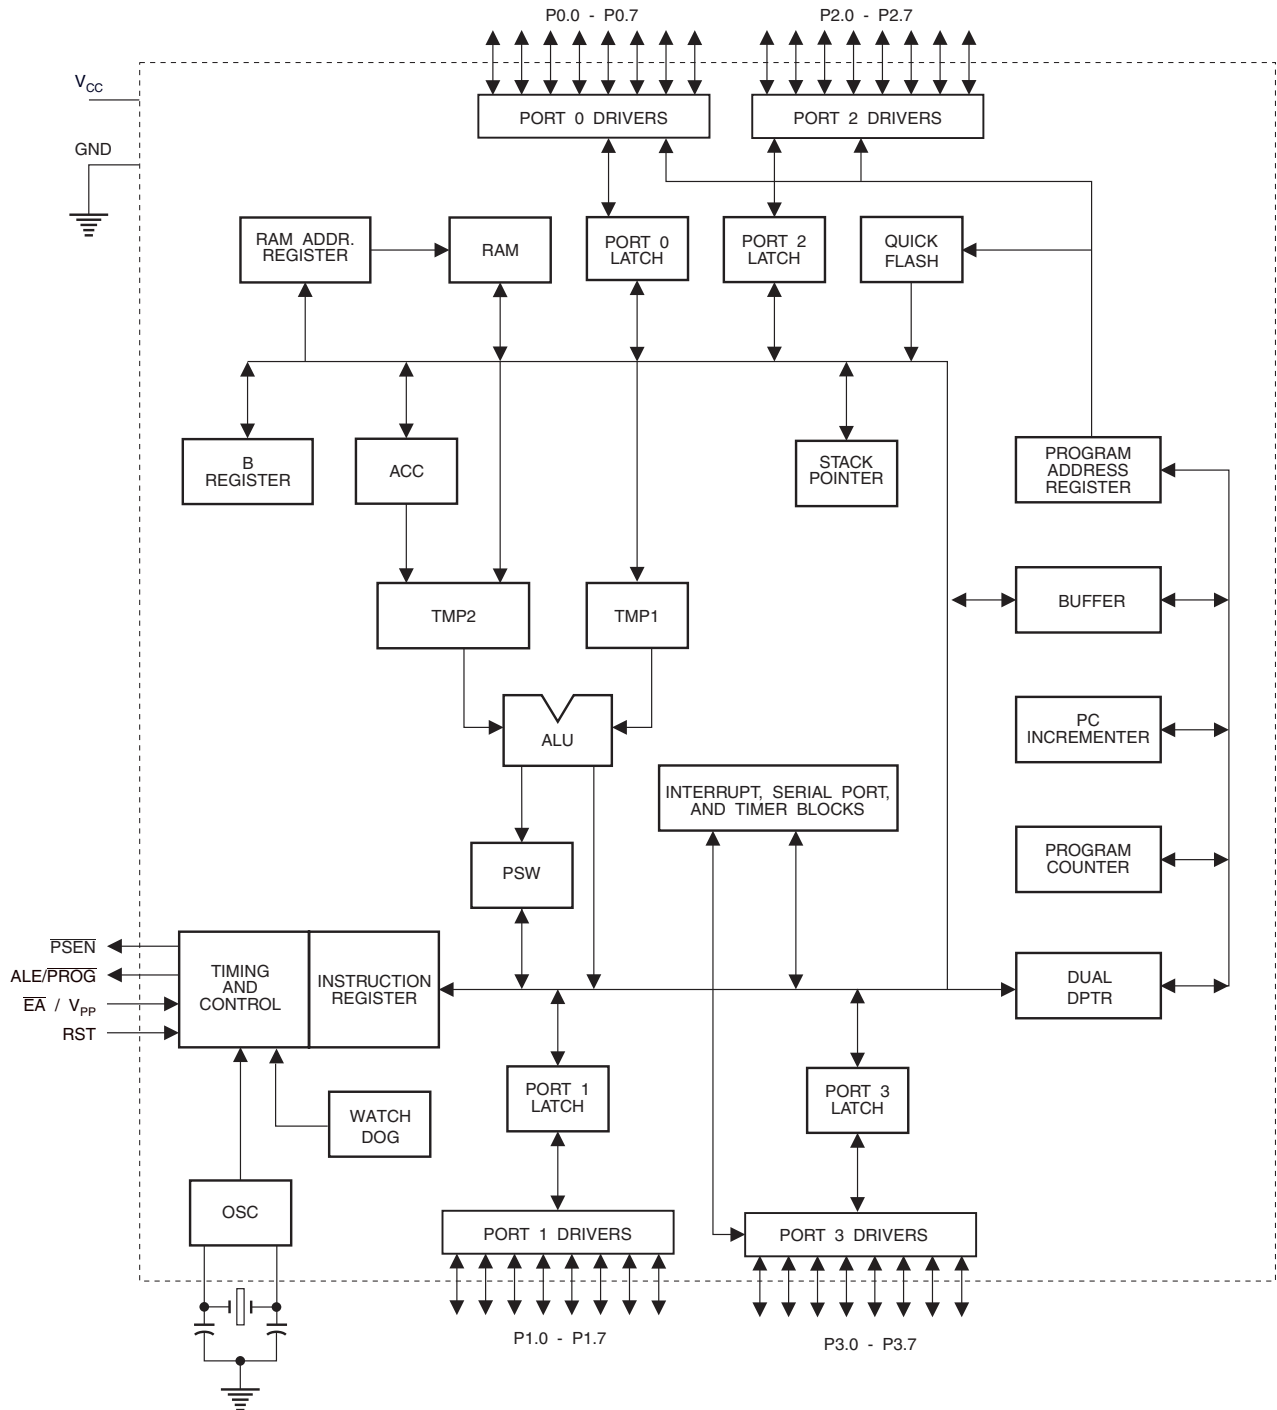 P0.0 - P0.7
P2.0 - P2.7
VCC
PORT 0 DRIVERS
PORT 2 DRIVERS
GND
RAM ADDR.
REGISTER
RAM
PORT 0
LATCH
PORT 2
LATCH
QUICK
FLASH
B
REGISTER
ACC
STACK
POINTER
PROGRAM
ADDRESS
REGISTER
TMP2
TMP1
BUFFER
ALU
PC
INCREMENTER
INTERRUPT, SERIAL PORT,
AND TIMER BLOCKS
PSW
PROGRAM
COUNTER
PSEN
ALE/PROG
EA / VPP
RST
TIMING
AND
CONTROL
INSTRUCTION
REGISTER
DUAL
DPTR
WATCH
DOG
PORT 1
LATCH
PORT 3
LATCH
OSC
PORT 1 DRIVERS
PORT 3 DRIVERS
P1.0 - P1.7
P3.0 - P3.7